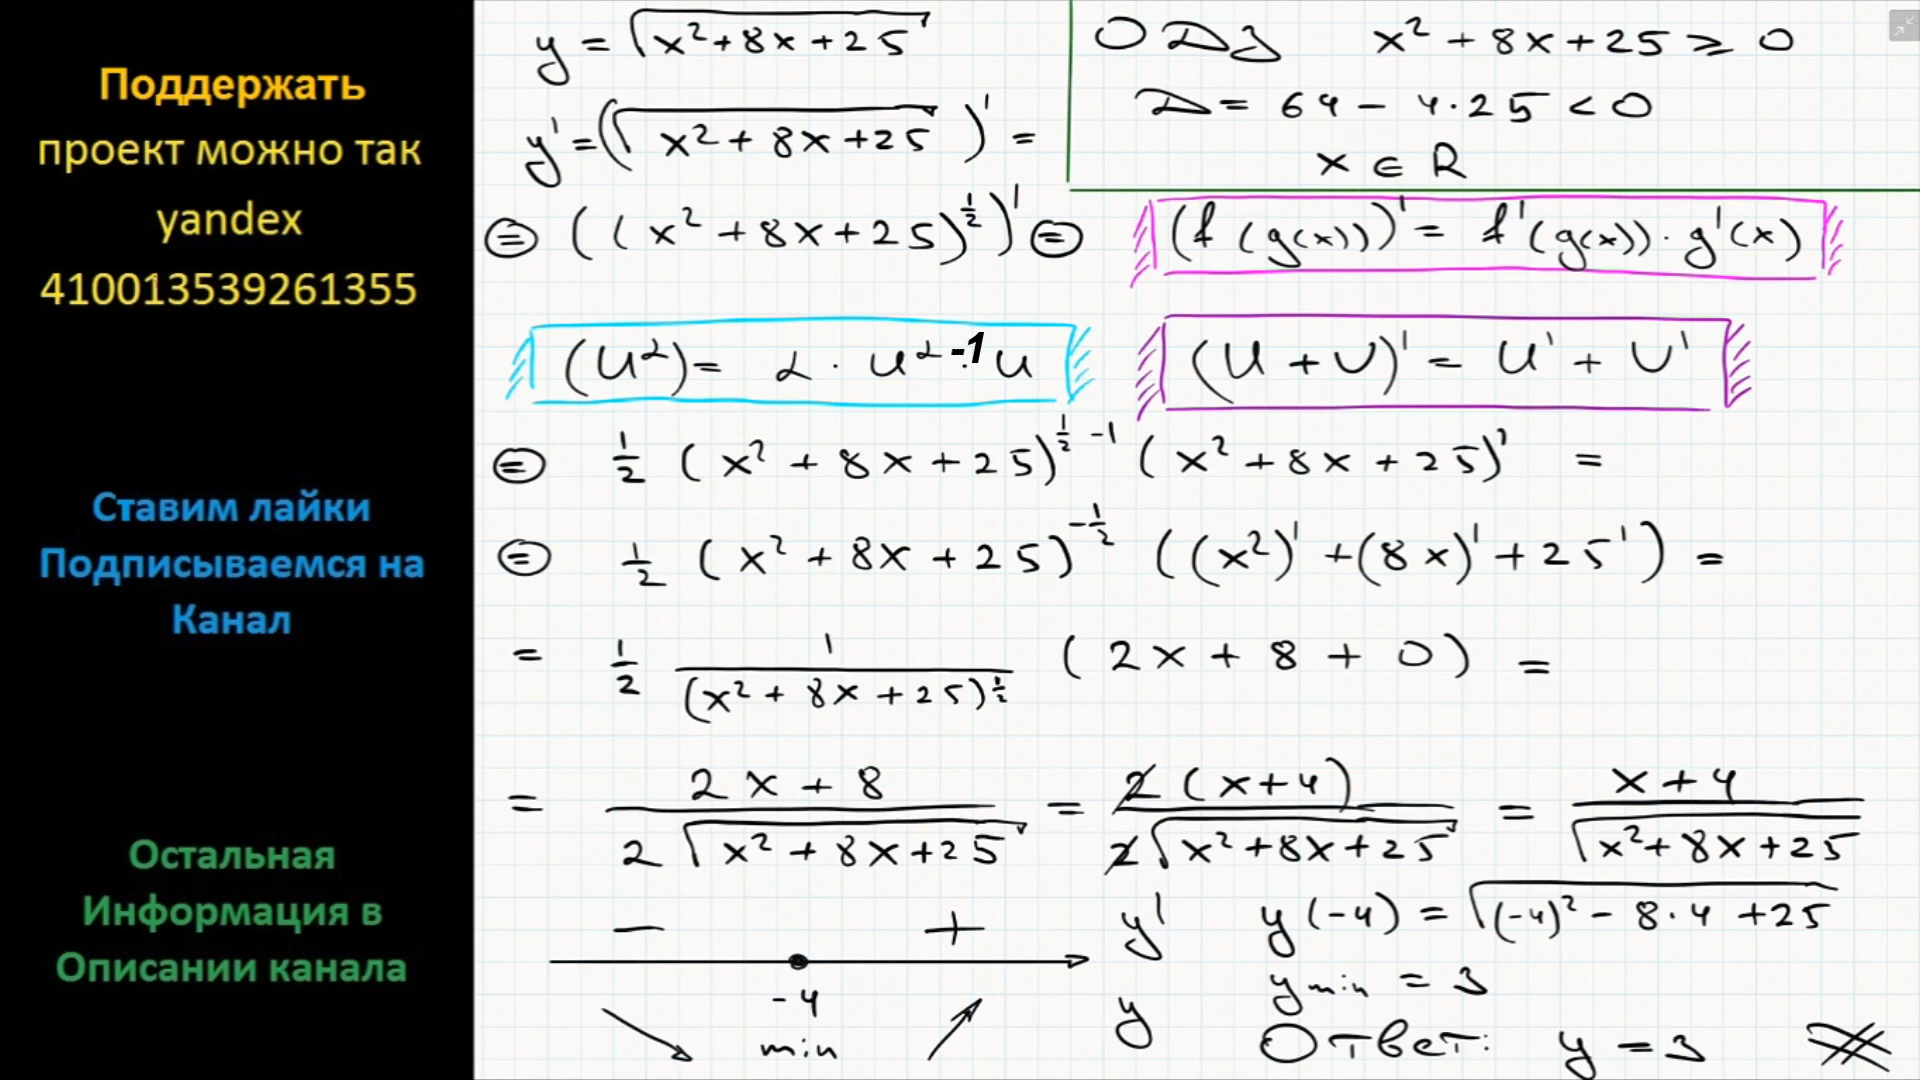 Поддержать
проект можно так
yandex
410013539261355
Ставим лайки
Подписываемся на
Канал
Остальная
Информация в
Описании канала
y = √(x² + 8x + 25)
y' = (√(x² + 8x + 25))' =
ОДЗ x² + 8x + 25 ≥ 0
D = 64 − 4·25 < 0
x ∈ R
⊜ ((x² + 8x + 25)^(1/2))' ⊜
(f(g(x)))' = f'(g(x)) · g'(x)
(U^α) = α · U^α -1 · U
(U + V)' = U' + V'
⊜ 1/2 (x² + 8x + 25)^(1/2 − 1) (x² + 8x + 25)' =
⊜ 1/2 (x² + 8x + 25)^(−1/2) ((x²)' + (8x)' + 25') =
= 1/2 1/(x² + 8x + 25)^(1/2) (2x + 8 + 0) =
= (2x + 8)/(2√(x² + 8x + 25)) = 2(x + 4)/(2√(x² + 8x + 25)) = (x + 4)/√(x² + 8x + 25)
− + y'
-4
min
y
y(-4) = √((-4)² − 8·4 + 25)
y min = 3
Ответ: y = 3